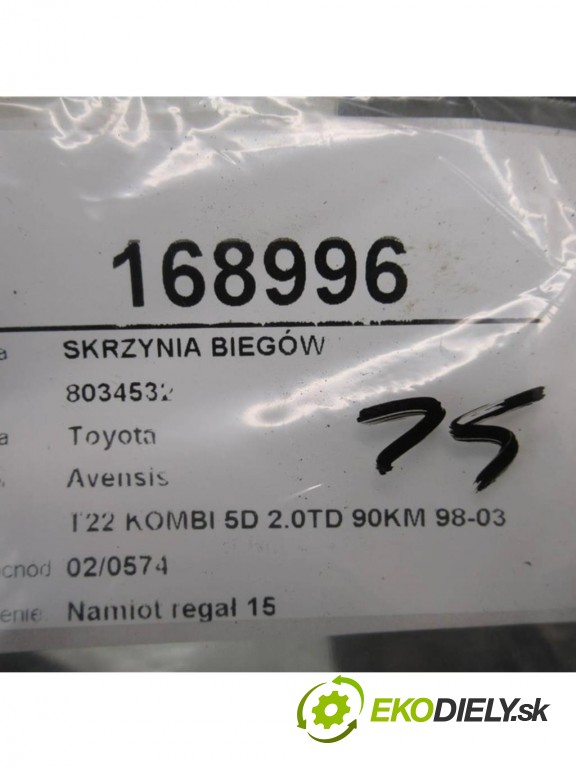 168996
SKRZYNIA BIEGÓW
8034532
Toyota
75
Avensis
T22 KOMBI 5D 2.0TD 90KM 98-03
02/0574
Namiot regał 15
EKODIELY.sk